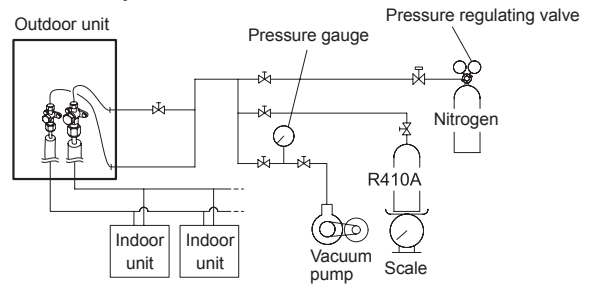 Pressure regulating valve
Outdoor unit
Pressure gauge
Nitrogen
R410A
Indoor
unit
Indoor
unit
Vacuum
pump
Scale